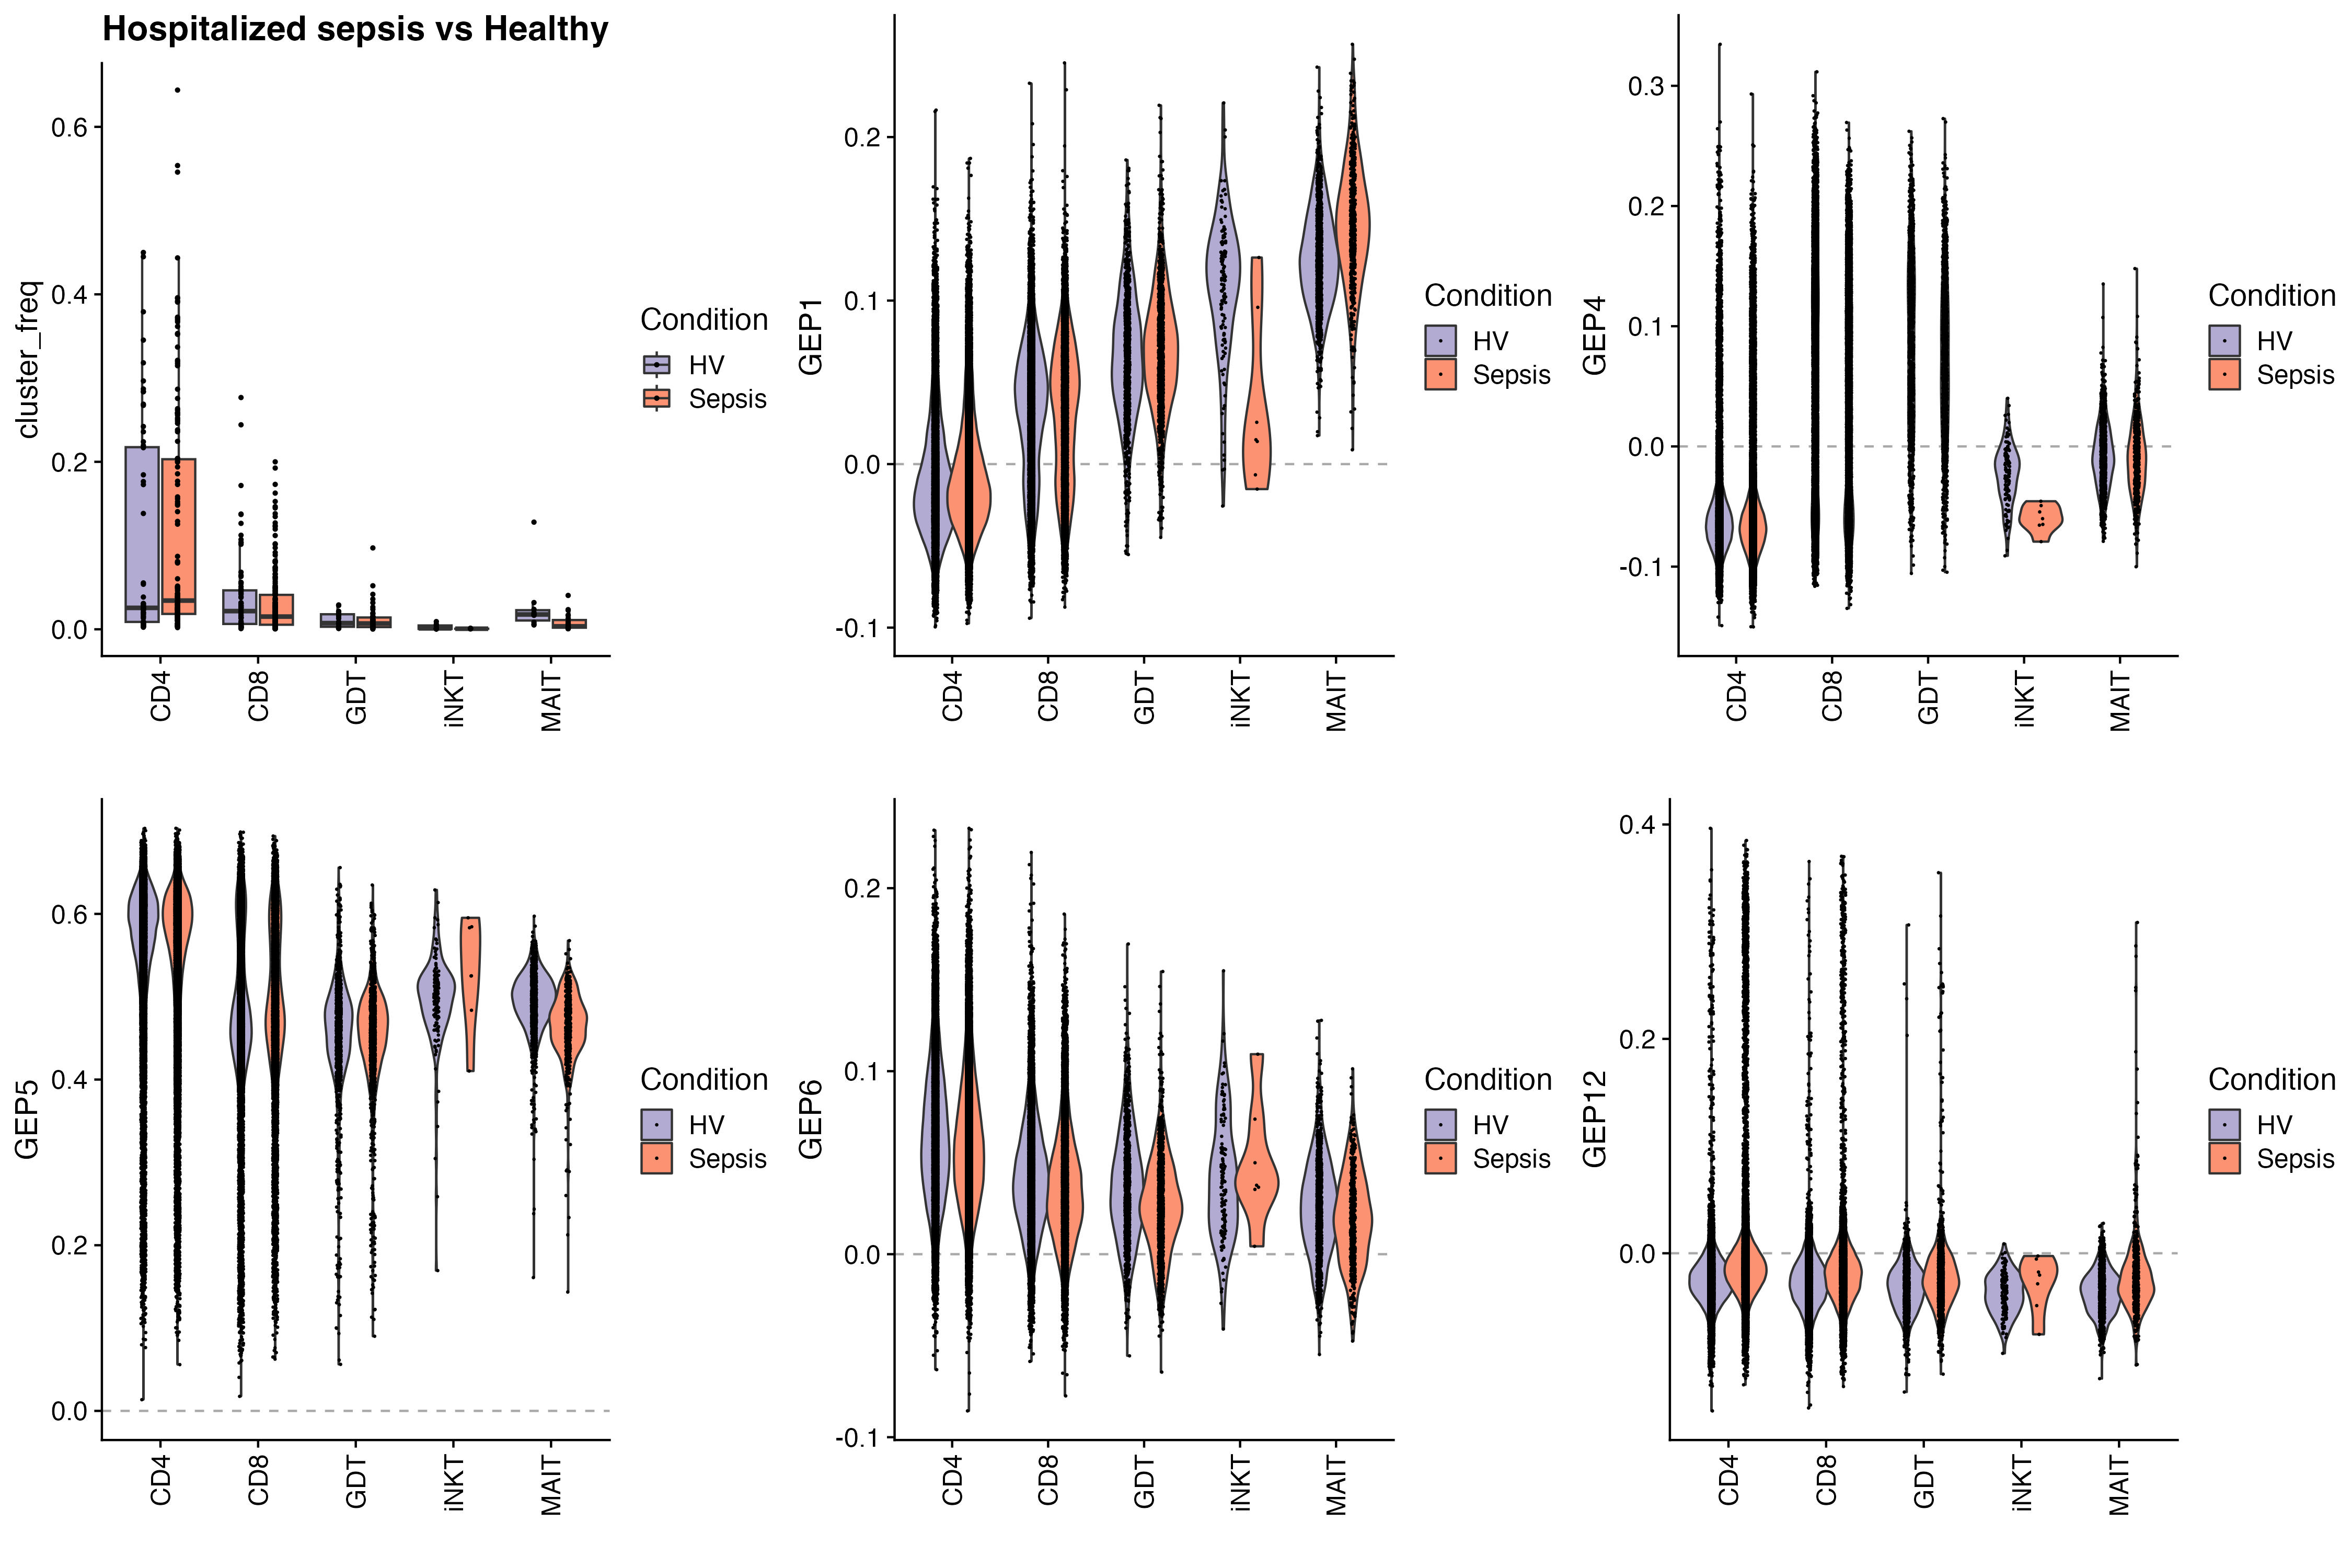 Hospitalized sepsis vs Healthy
cluster_freq
0.6
0.4
0.2
0.0
CD4
CD8
GDT
iNKT
MAIT
Condition
HV
Sepsis
GEP1
0.2
0.1
0.0
-0.1
CD4
CD8
GDT
iNKT
MAIT
Condition
HV
Sepsis
GEP4
0.3
0.2
0.1
0.0
-0.1
CD4
CD8
GDT
iNKT
MAIT
Condition
HV
Sepsis
GEP5
0.6
0.4
0.2
0.0
CD4
CD8
GDT
iNKT
MAIT
Condition
HV
Sepsis
GEP6
0.2
0.1
0.0
-0.1
CD4
CD8
GDT
iNKT
MAIT
Condition
HV
Sepsis
GEP12
0.4
0.2
0.0
CD4
CD8
GDT
iNKT
MAIT
Condition
HV
Sepsis